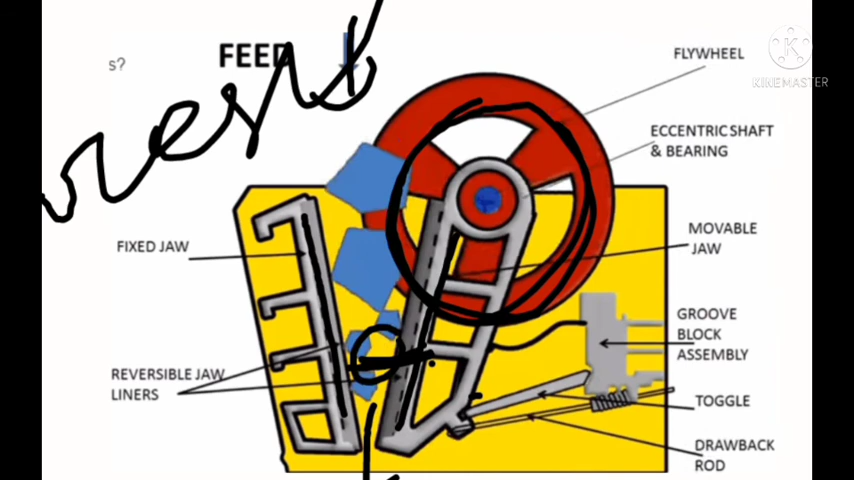 s?
FEED
FLYWHEEL
KINEMASTER
ECCENTRIC SHAFT
& BEARING
FIXED JAW
MOVABLE
JAW
GROOVE
BLOCK
ASSEMBLY
REVERSIBLE JAW
LINERS
TOGGLE
DRAWBACK
ROD